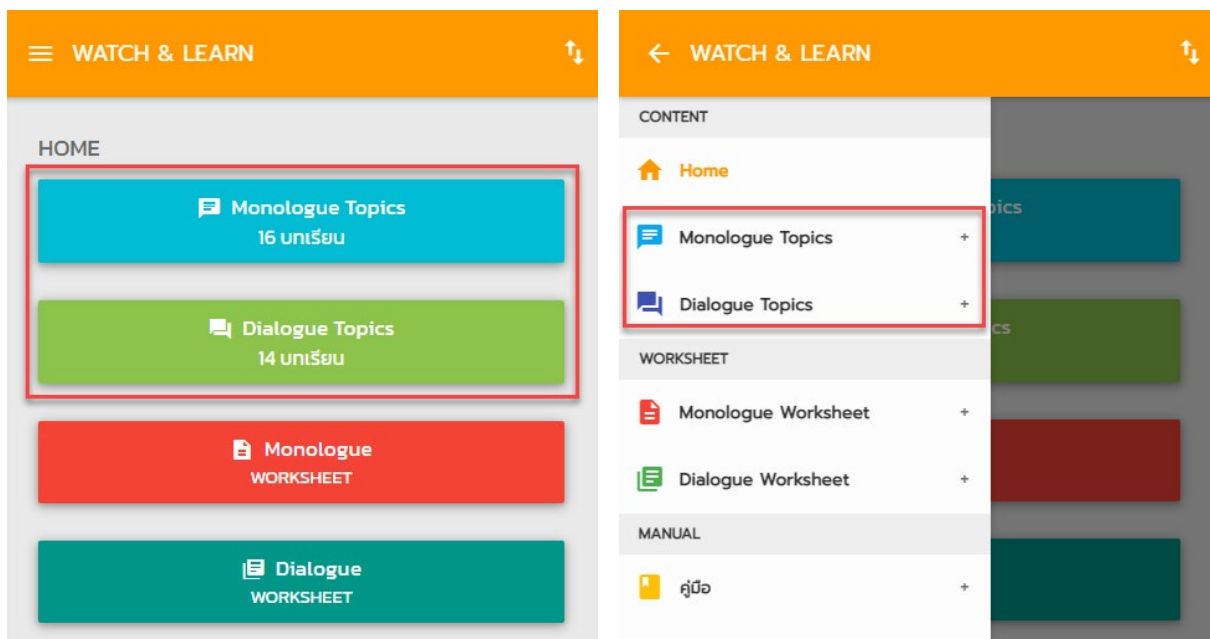 WATCH & LEARN
HOME
Monologue Topics
16 บทเรียน
Dialogue Topics
14 บทเรียน
Monologue
WORKSHEET
Dialogue
WORKSHEET
WATCH & LEARN
CONTENT
Home
Monologue Topics +
Dialogue Topics +
WORKSHEET
Monologue Worksheet +
Dialogue Worksheet +
MANUAL
คู่มือ +
pics
cs